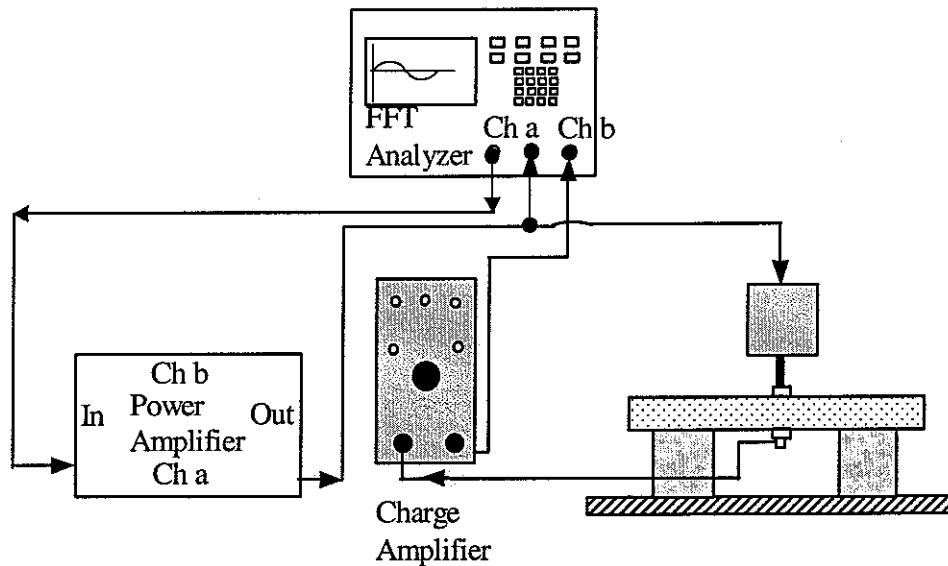 FFT
Analyzer
Ch a
Ch b
Ch b
In
Power
Amplifier
Out
Ch a
Charge
Amplifier